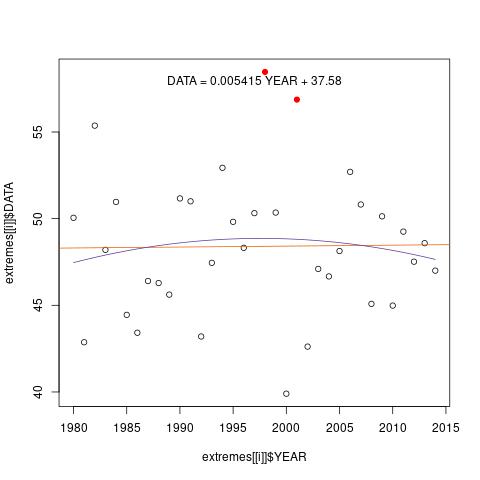 DATA = 0.005415 YEAR + 37.58
55
50
45
40
extremes[[i]]$DATA
1980 1985 1990 1995 2000 2005 2010 2015
extremes[[i]]$YEAR